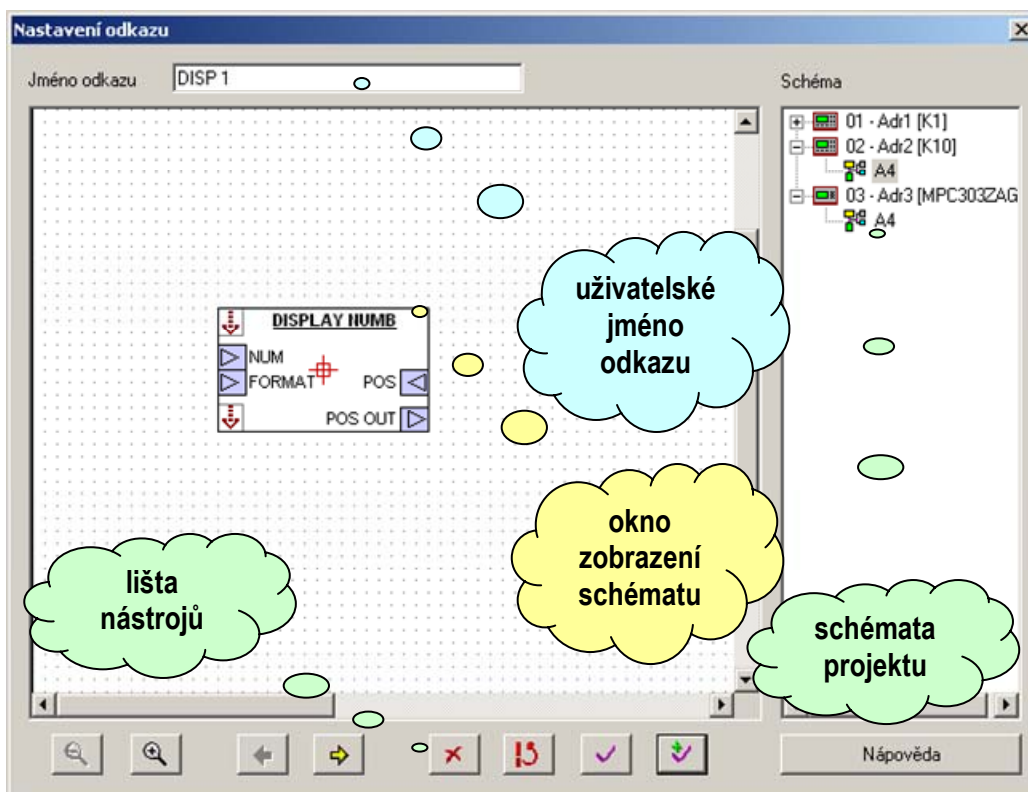 Nastavení odkazu
Jméno odkazu
DISP 1
Schéma
01 - Adr1 [K1]
02 - Adr2 [K10]
A4
03 - Adr3 [MPC303ZAG
A4
DISPLAY NUMB
NUM
FORMAT
POS
POS OUT
uživatelské
jméno
odkazu
okno
zobrazení
schématu
lišta
nástrojů
schémata
projektu
Nápověda